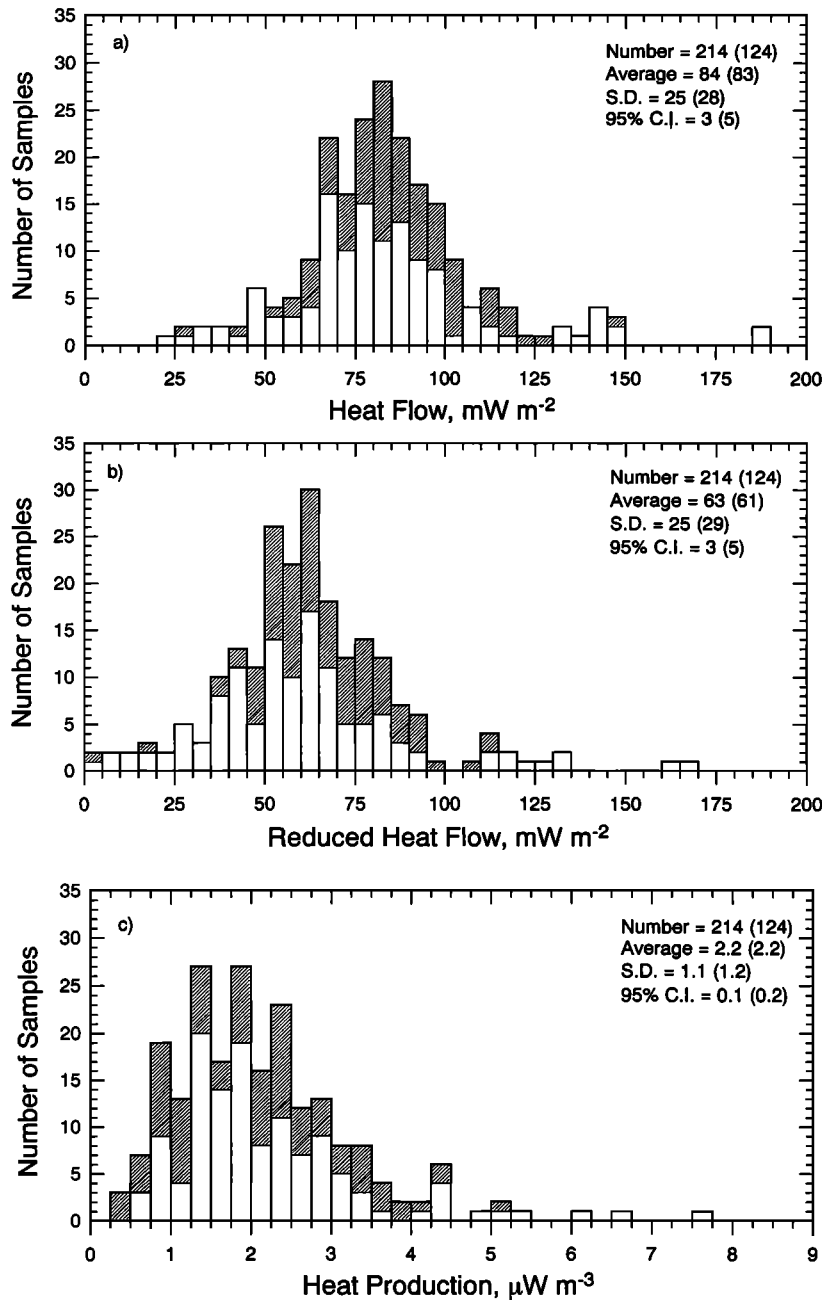 a)
Number = 214 (124)
Average = 84 (83)
S.D. = 25 (28)
95% C.I. = 3 (5)
Number of Samples
35
30
25
20
15
10
5
0
0 25 50 75 100 125 150 200
Heat Flow, mW m-2
b)
Number = 214 (124)
Average = 63 (61)
S.D. = 25 (29)
95% C.I. = 3 (5)
Number of Samples
35
30
25
20
15
10
5
0
0 25 50 75 100 125 150 200
Reduced Heat Flow, mW m-2
c)
Number = 214 (124)
Average = 2.2 (2.2)
S.D. = 1.1 (1.2)
95% C.I. = 0.1 (0.2)
Number of Samples
35
30
25
20
15
10
5
0
0 1 2 3 4 5 6 7 8 9
Heat Production, μW m-3